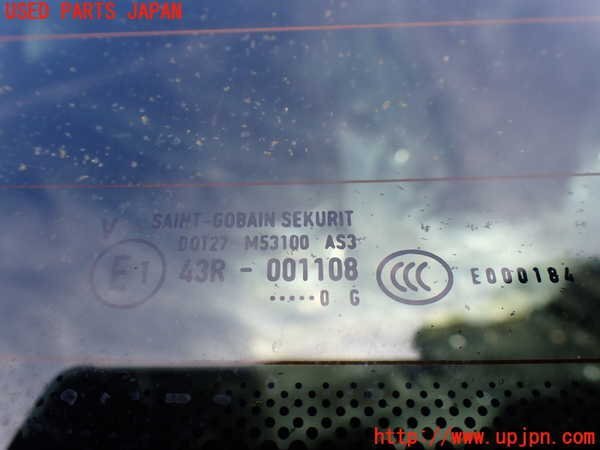 USED PARTS JAPAN
V SAINT-GOBAIN SEKURIT
DOT27 M53100 AS3
E1 43R - 001108 CCC E000184
.....0 G
http://www.upjpn.com/